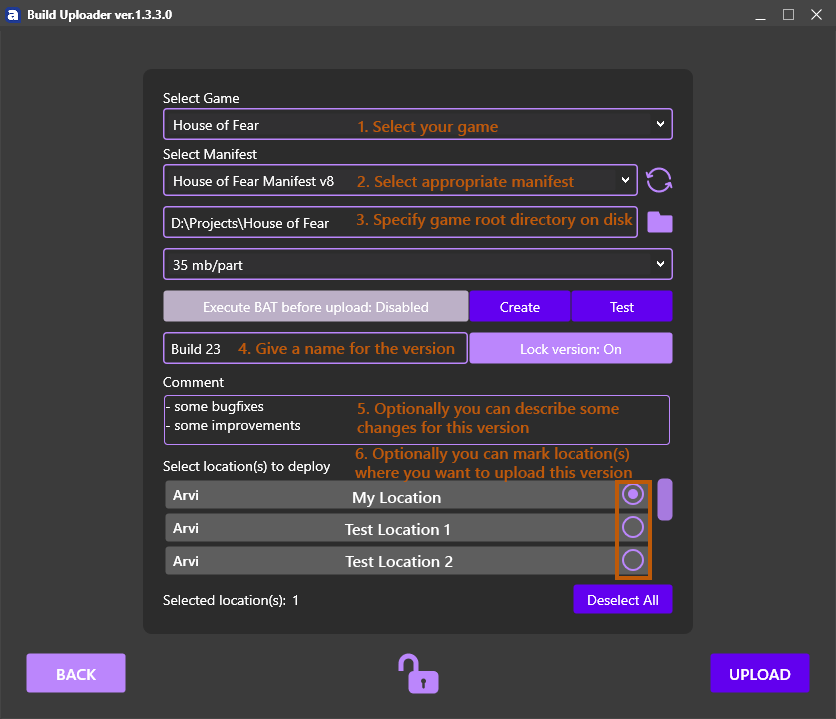 a Build Uploader ver.1.3.3.0
Select Game
House of Fear 1. Select your game
Select Manifest
House of Fear Manifest v8 2. Select appropriate manifest
D:\Projects\House of Fear 3. Specify game root directory on disk
35 mb/part
Execute BAT before upload: Disabled Create Test
Build 23 4. Give a name for the version Lock version: On
Comment
- some bugfixes 5. Optionally you can describe some
- some improvements changes for this version
6. Optionally you can mark location(s)
Select location(s) to deploy where you want to upload this version
Arvi My Location
Arvi Test Location 1
Arvi Test Location 2
Selected location(s): 1 Deselect All
BACK UPLOAD